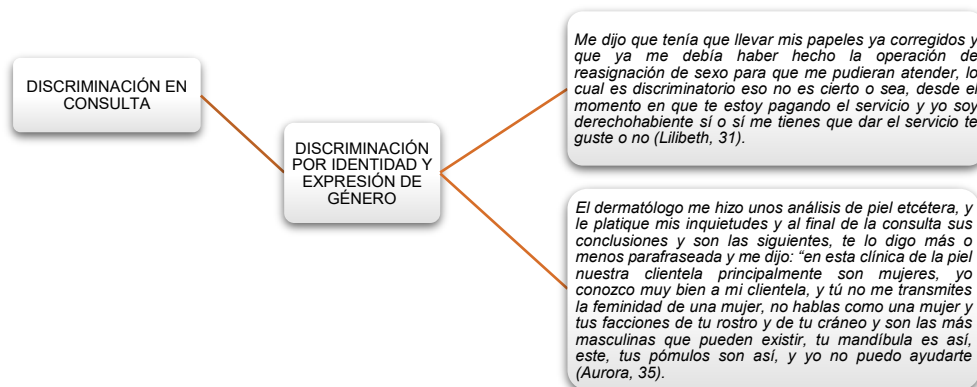 DISCRIMINACIÓN EN
CONSULTA
DISCRIMINACIÓN
POR IDENTIDAD Y
EXPRESIÓN DE
GÉNERO
Me dijo que tenía que llevar mis papeles ya corregidos y
que ya me debía haber hecho la operación de
reasignación de sexo para que me pudieran atender, lo
cual es discriminatorio eso no es cierto o sea, desde el
momento en que te estoy pagando el servicio y yo soy
derechohabiente sí o sí me tienes que dar el servicio te
guste o no (Lilibeth, 31).
El dermatólogo me hizo unos análisis de piel etcétera, y
le platique mis inquietudes y al final de la consulta sus
conclusiones y son las siguientes, te lo digo más o
menos parafraseada y me dijo: “en esta clínica de la piel
nuestra clientela principalmente son mujeres, yo
conozco muy bien a mi clientela, y tú no me transmites
la feminidad de una mujer, no hablas como una mujer y
tus facciones de tu rostro y de tu cráneo y son las más
masculinas que pueden existir, tu mandíbula es así,
este, tus pómulos son así, y yo no puedo ayudarte
(Aurora, 35).